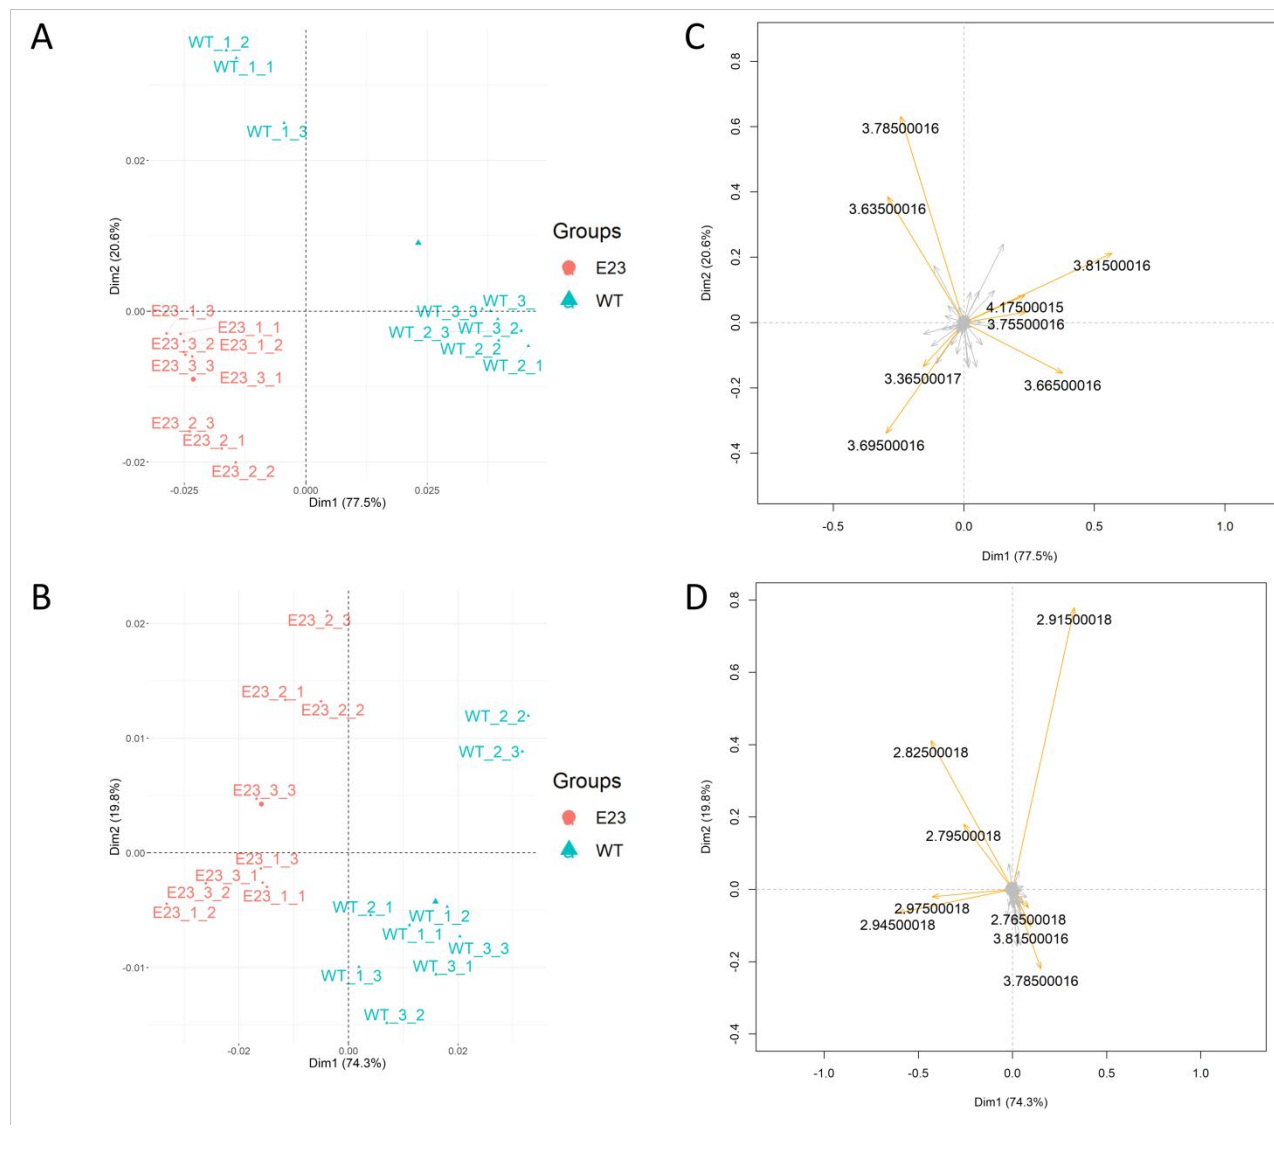 A
WT_1_2
WT_1_1
WT_1_3
0.02
0.00
-0.02
Dim2 (20.6%)
WT_3_
WT_3_3
WT_3_2
WT_2_3
WT_2_2
WT_2_1
E23_1_3
E23_1_1
E23_3_2
E23_1_2
E23_3_3
E23_3_1
E23_2_3
E23_2_1
E23_2_2
-0.025
0.000
0.025
Dim1 (77.5%)
Groups
E23
WT
C
0.8
0.6
0.4
0.2
0.0
-0.2
-0.4
Dim2 (20.6%)
3.78500016
3.63500016
3.81500016
4.17500015
3.75500016
3.36500017
3.66500016
3.69500016
-0.5
0.0
0.5
1.0
Dim1 (77.5%)
B
E23_2_3
0.02
E23_2_1
E23_2_2
WT_2_2
0.01
WT_2_3
E23_3_3
Dim2 (19.8%)
0.00
E23_1_3
E23_3_1
E23_3_2
E23_1_1
E23_1_2
WT_2_1
WT_1_2
WT_1_1
WT_3_3
WT_3_1
-0.01
WT_1_3
WT_3_2
-0.02
0.00
0.02
Dim1 (74.3%)
Groups
E23
WT
D
0.8
0.6
0.4
0.2
0.0
-0.2
-0.4
Dim2 (19.8%)
2.91500018
2.82500018
2.79500018
2.97500018
2.94500018
2.76500018
3.81500016
3.78500016
-1.0
-0.5
0.0
0.5
1.0
Dim1 (74.3%)